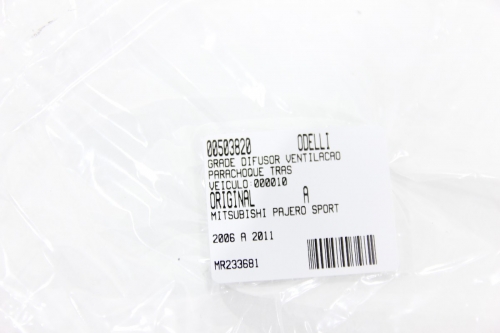 00503820 ODELLI
GRADE DIFUSOR VENTILACAO
PARACHOQUE TRAS
VEICULO:000010
ORIGINAL A
MITSUBISHI PAJERO SPORT
2006 A 2011
MR233681